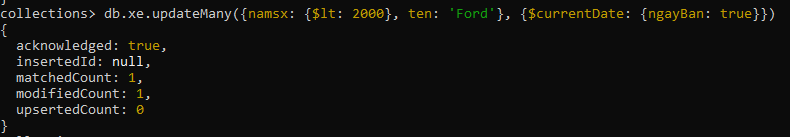 collections> db.xe.updateMany({namsx: {$lt: 2000}, ten: 'Ford'}, {$currentDate: {ngayBan: true}})
{
  acknowledged: true,
  insertedId: null,
  matchedCount: 1,
  modifiedCount: 1,
  upsertedCount: 0
}